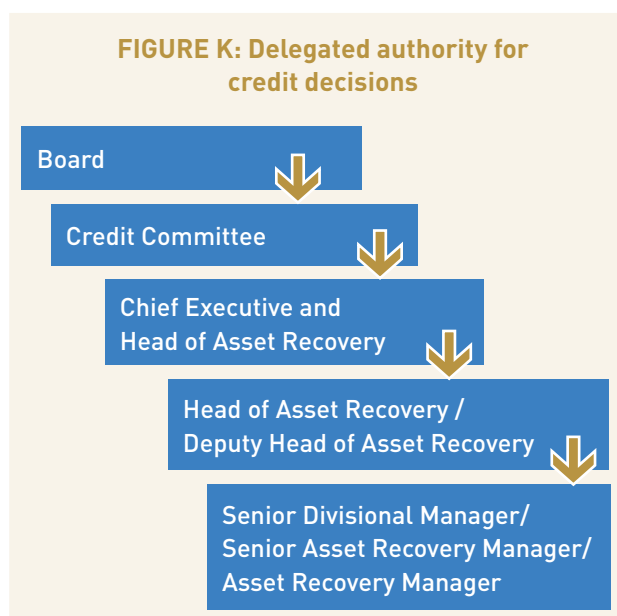 FIGURE K: Delegated authority for
credit decisions
Board
Credit Committee
Chief Executive and
Head of Asset Recovery
Head of Asset Recovery /
Deputy Head of Asset Recovery
Senior Divisional Manager/
Senior Asset Recovery Manager/
Asset Recovery Manager